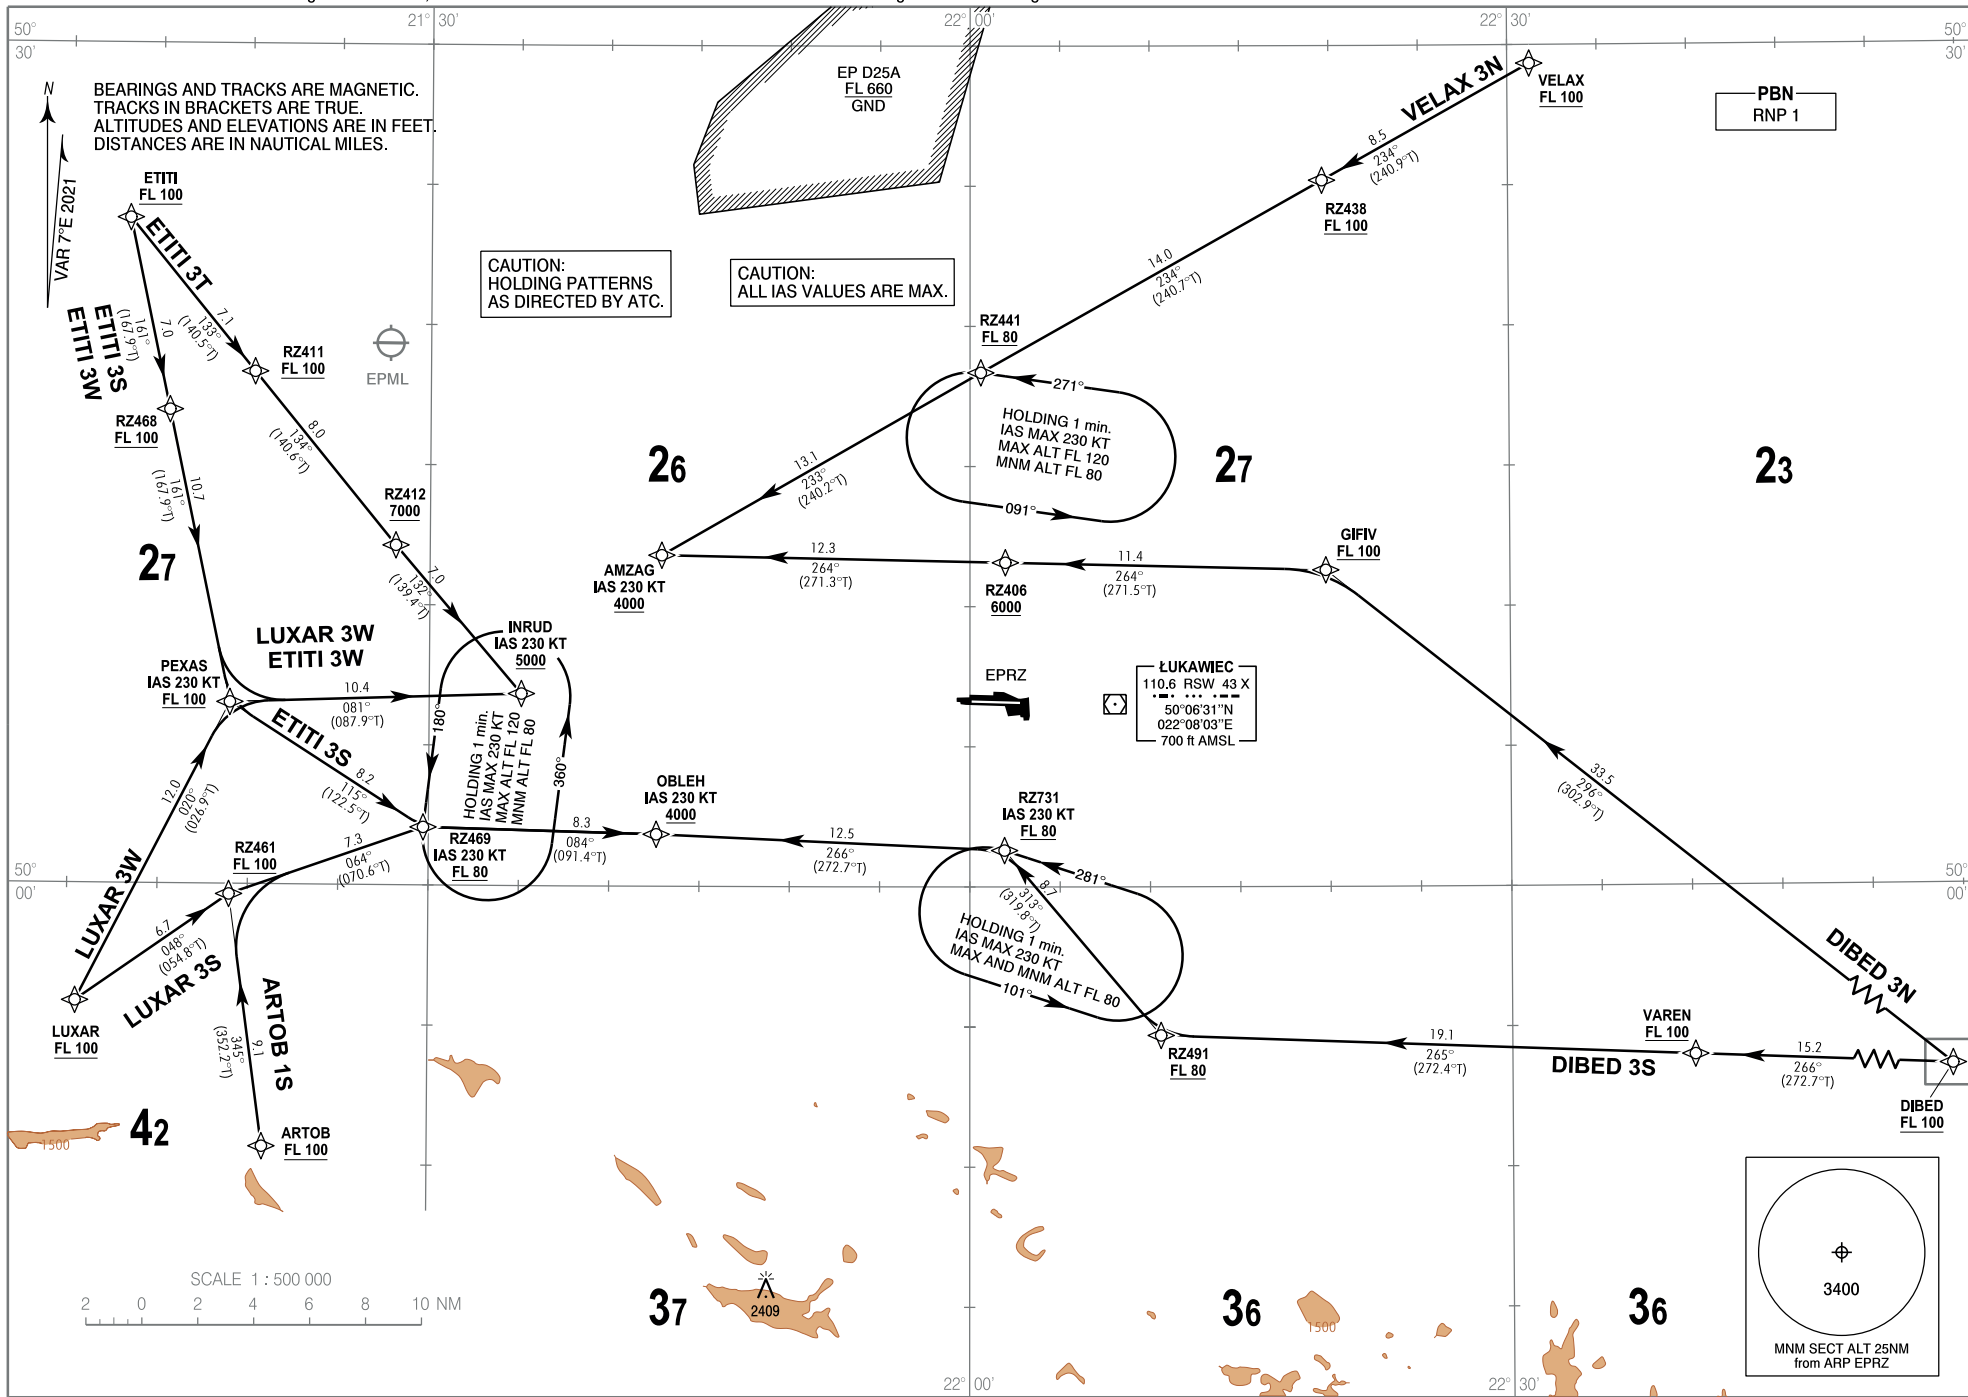 21° 30'
22° 00'
22° 30'
50°
30'
50°
30'
BEARINGS AND TRACKS ARE MAGNETIC.
TRACKS IN BRACKETS ARE TRUE.
ALTITUDES AND ELEVATIONS ARE IN FEET.
DISTANCES ARE IN NAUTICAL MILES.
N
VAR 7°E 2021
EP D25A
FL 660
GND
VELAX 3N
VELAX
FL 100
PBN
RNP 1
8.5
234°
(240.9°T)
RZ438
FL 100
ETITI
FL 100
ETITI 3T
7.1
133°
(140.5°T)
ETITI 3S
ETITI 3W
7.0
161°
(167.9°T)
CAUTION:
HOLDING PATTERNS
AS DIRECTED BY ATC.
CAUTION:
ALL IAS VALUES ARE MAX.
14.0
234°
(240.7°T)
RZ441
FL 80
RZ411
FL 100
EPML
RZ468
FL 100
8.0
134°
(140.6°T)
271°
HOLDING 1 min.
IAS MAX 230 KT
MAX ALT FL 120
MNM ALT FL 80
091°
26
27
23
13.1
233°
(240.2°T)
10.7
161°
(167.9°T)
RZ412
7000
27
7.0
132°
(139.4°T)
AMZAG
IAS 230 KT
4000
12.3
264°
(271.3°T)
RZ406
6000
11.4
264°
(271.5°T)
GIFIV
FL 100
LUXAR 3W
ETITI 3W
INRUD
IAS 230 KT
5000
PEXAS
IAS 230 KT
FL 100
10.4
081°
(087.9°T)
EPRZ
ŁUKAWIEC
110.6 RSW 43 X
50°06'31"N
022°08'03"E
700 ft AMSL
180°
HOLDING 1 min.
IAS MAX 230 KT
MAX ALT FL 120
MNM ALT FL 80
360°
ETITI 3S
8.2
115°
(122.5°T)
12.0
020°
(026.9°T)
33.5
296°
(302.9°T)
OBLEH
IAS 230 KT
4000
RZ731
IAS 230 KT
FL 80
8.3
084°
(091.4°T)
12.5
266°
(272.7°T)
RZ469
IAS 230 KT
FL 80
7.3
064°
(070.6°T)
RZ461
FL 100
50°
00'
50°
00'
LUXAR 3W
6.7
048°
(054.8°T)
LUXAR 3S
LUXAR
FL 100
281°
8.7
313°
(319.8°T)
HOLDING 1 min.
IAS MAX 230 KT
MAX AND MNM ALT FL 80
101°
DIBED 3N
ARTOB 1S
9.1
345°
(352.2°T)
RZ491
FL 80
19.1
265°
(272.4°T)
DIBED 3S
VAREN
FL 100
15.2
266°
(272.7°T)
DIBED
FL 100
42
1500
ARTOB
FL 100
SCALE 1 : 500 000
2 0 2 4 6 8 10 NM
37
2409
36
1500
36
3400
MNM SECT ALT 25NM
from ARP EPRZ
22° 00'
22° 30'